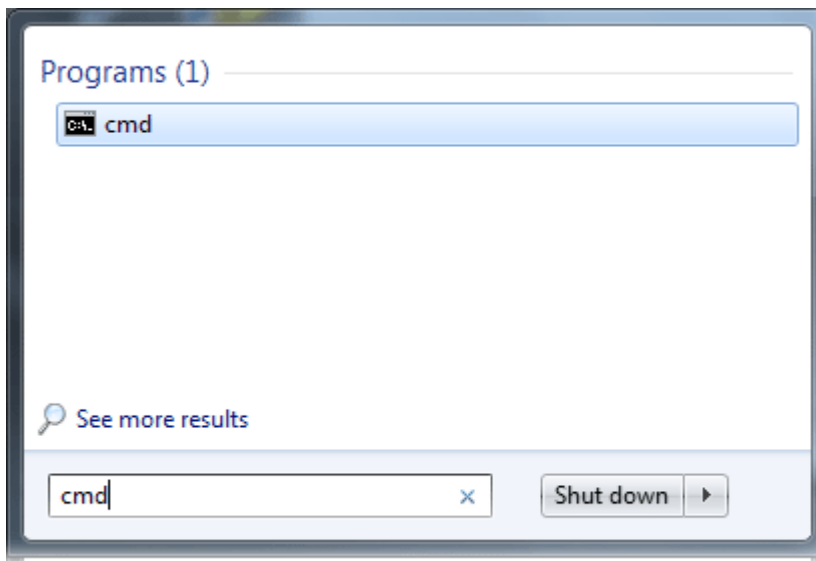 Programs (1)
C:\. cmd
See more results
cmd
Shut down